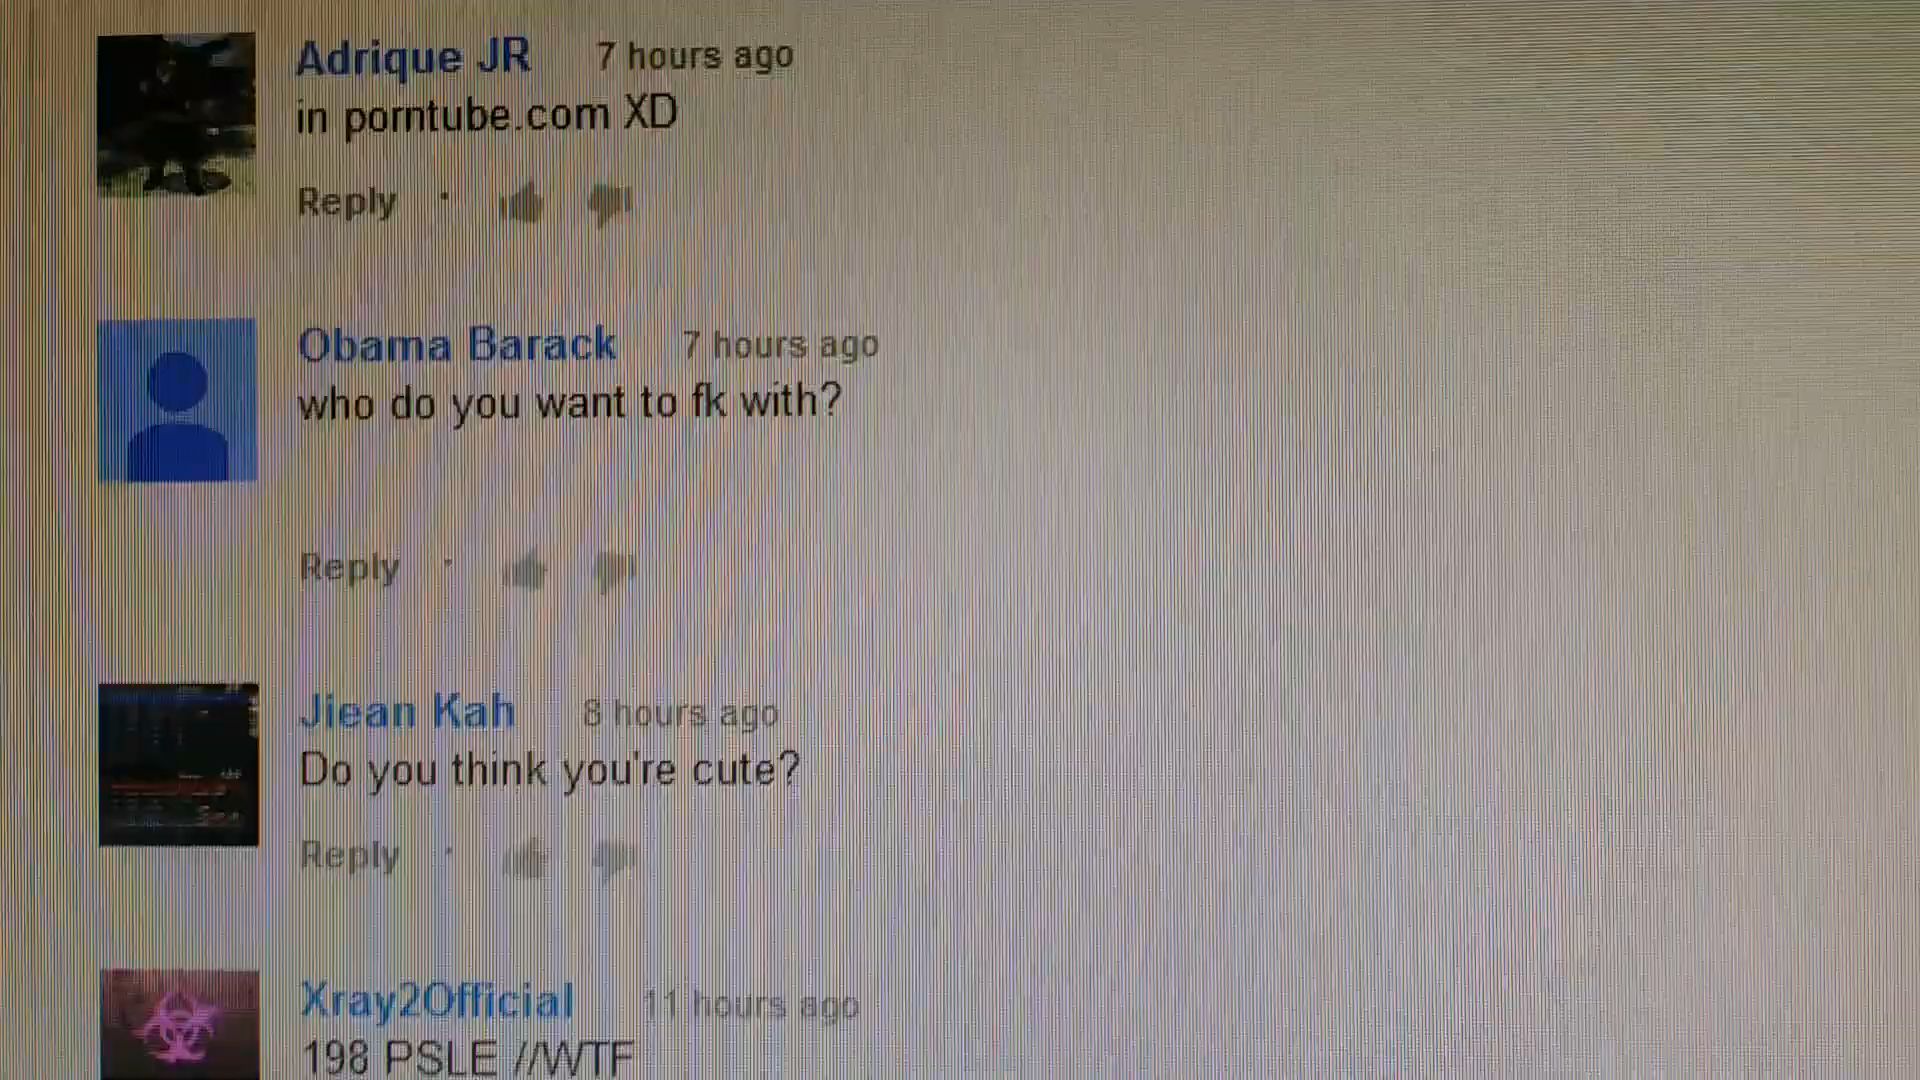 Adrique JR 7 hours ago
in porntube.com XD
Reply
Obama Barack 7 hours ago
who do you want to fk with?
Reply
Jiean Kah 8 hours ago
Do you think you're cute?
Reply
Xray2Official 11 hours ago
198 PSLE //WTF